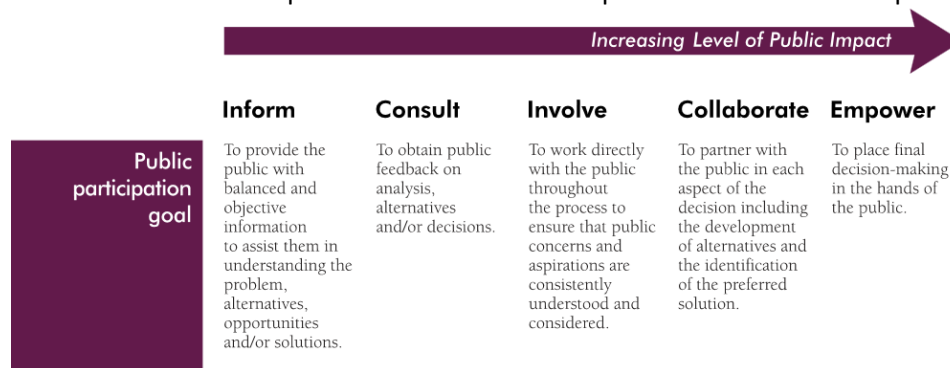 Increasing Level of Public Impact
Inform
Consult
Involve
Collaborate
Empower
Public
participation
goal
To provide the
public with
balanced and
objective
information
to assist them in
understanding the
problem,
alternatives,
opportunities
and/or solutions.
To obtain public
feedback on
analysis,
alternatives
and/or decisions.
To work directly
with the public
throughout
the process to
ensure that public
concerns and
aspirations are
consistently
understood and
considered.
To partner with
the public in each
aspect of the
decision including
the development
of alternatives and
the identification
of the preferred
solution.
To place final
decision-making
in the hands of
the public.